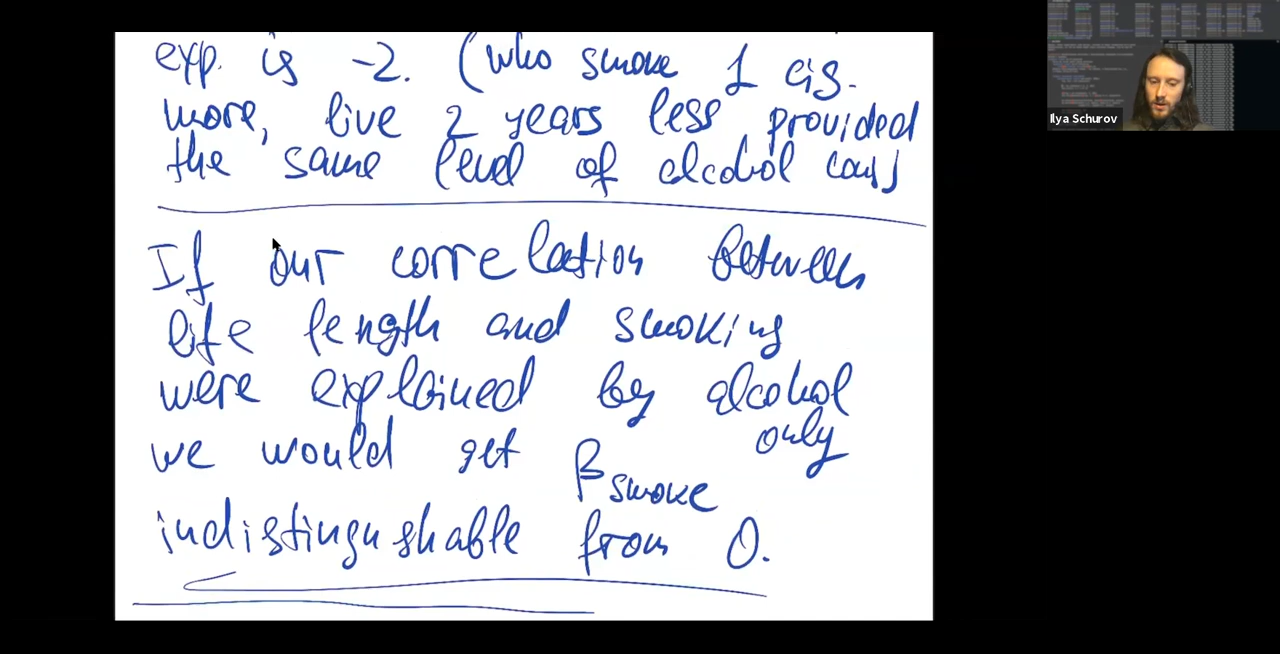 exp. is -2. (who smoke 1 cig.
more, live 2 years less provided
the same level of alcohol cons)
If our correlation between
life length and smoking
were explained by alcohol
only
we would get β smoke
indistinguishable from 0.
Ilya Schurov